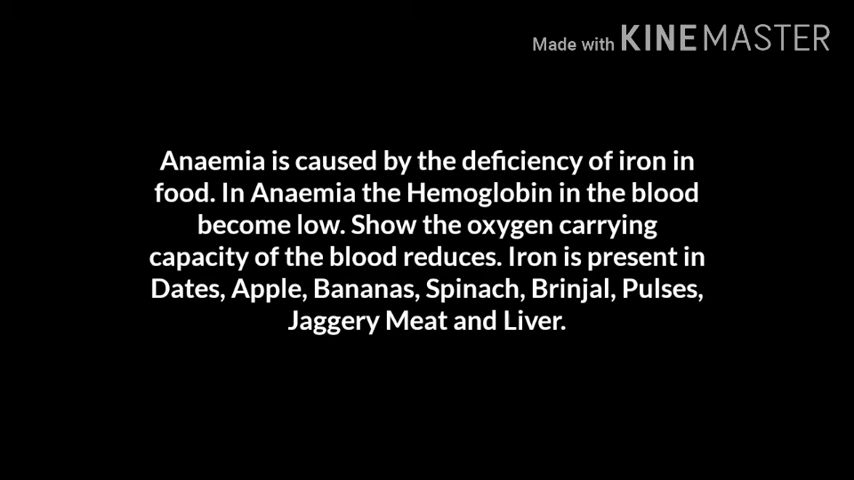 Made with KINEMASTER
Anaemia is caused by the deficiency of iron in
food. In Anaemia the Hemoglobin in the blood
become low. Show the oxygen carrying
capacity of the blood reduces. Iron is present in
Dates, Apple, Bananas, Spinach, Brinjal, Pulses,
Jaggery Meat and Liver.